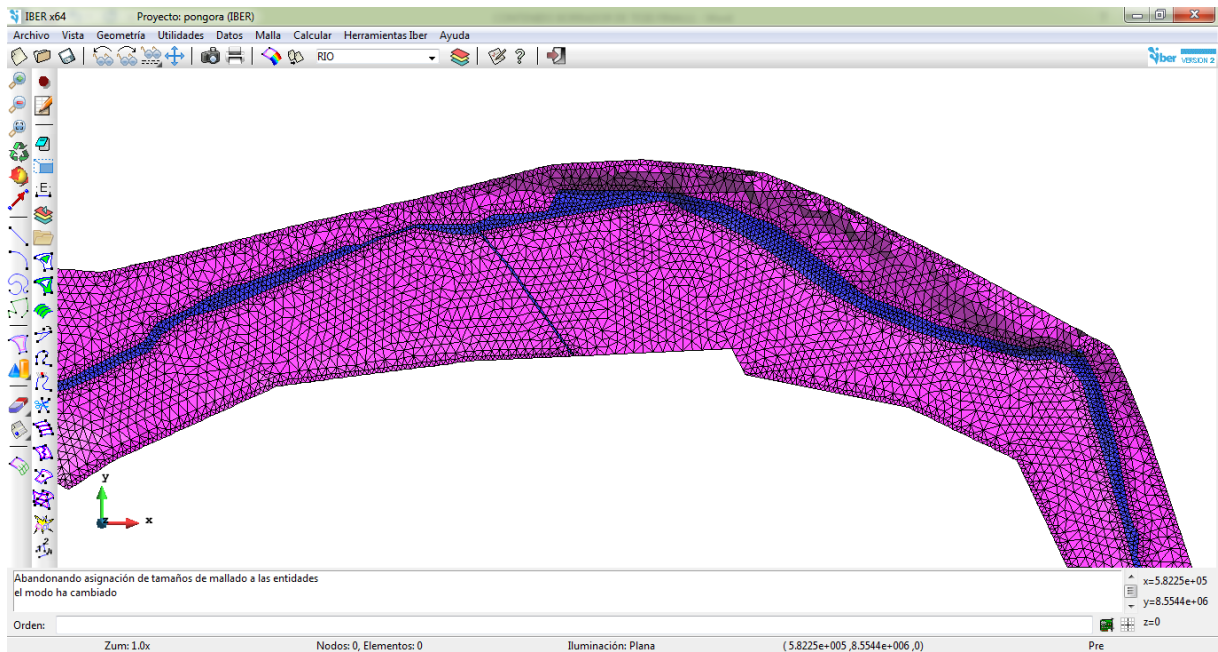 IBER x64 Proyecto: pongora (IBER)
Archivo Vista Geometría Utilidades Datos Malla Calcular Herramientas Iber Ayuda
RIO
Iber VERSION 2
E
y
x
Abandonando asignación de tamaños de mallado a las entidades
el modo ha cambiado
x=5.8225e+05
y=8.5544e+06
z=0
Orden:
Zum: 1.0x Nodos: 0, Elementos: 0 Iluminación: Plana ( 5.8225e+005 ,8.5544e+006 ,0) Pre